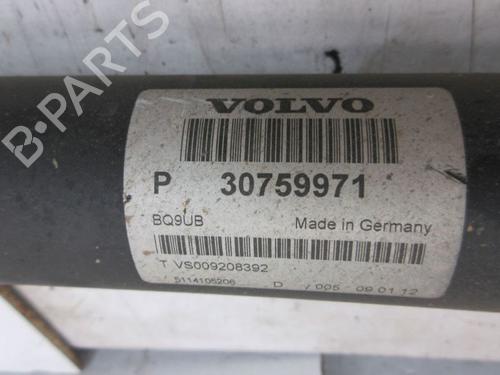 B-PARTS
VOLVO
P 30759971
BQ9UB Made in Germany
T VS009208392
5114105206 D / 005 09 01 12